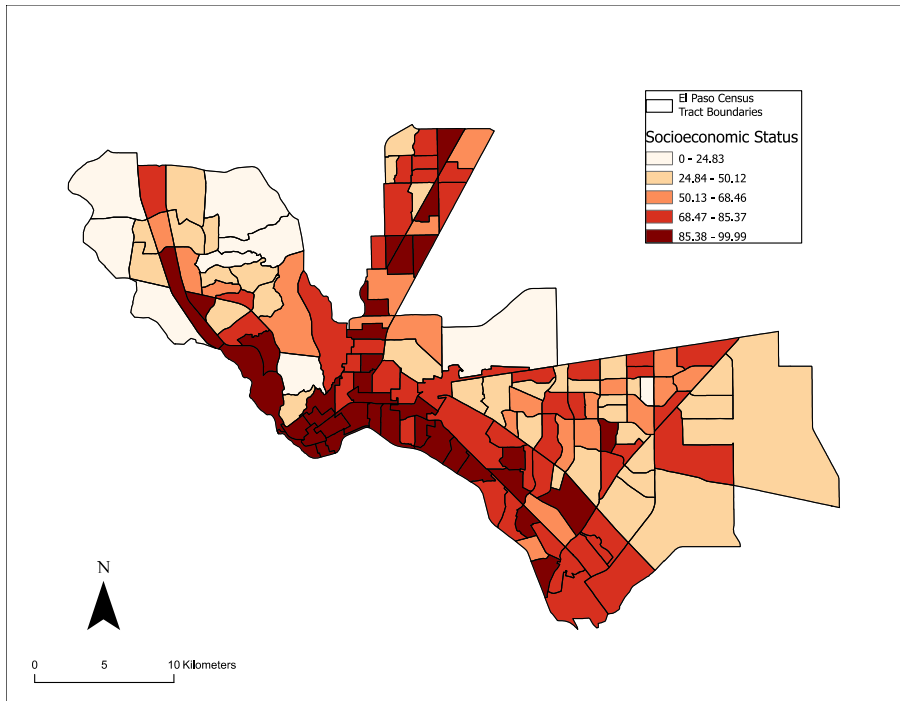 El Paso Census
Tract Boundaries
Socioeconomic Status
0 - 24.83
24.84 - 50.12
50.13 - 68.46
68.47 - 85.37
85.38 - 99.99
N
0 5 10 Kilometers